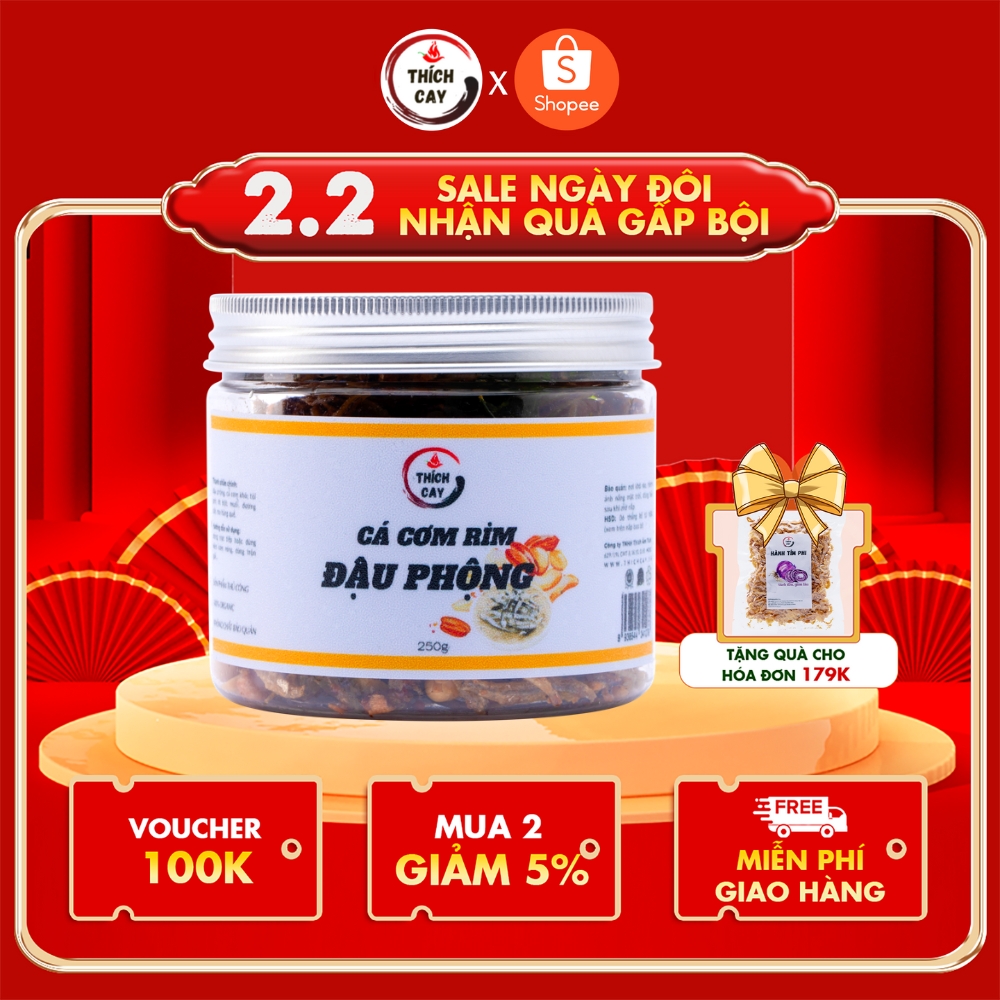 THÍCH
CAY
X
S
Shopee
2.2
SALE NGÀY ĐÔI
NHẬN QUÀ GẤP BỘI
THÍCH
CAY
CÁ CƠM RIM
ĐẬU PHỘNG
250g
HÀNH TÍM PHI
TẶNG QUÀ CHO
HÓA ĐƠN 179K
VOUCHER
100K
MUA 2
GIẢM 5%
FREE
MIỄN PHÍ
GIAO HÀNG